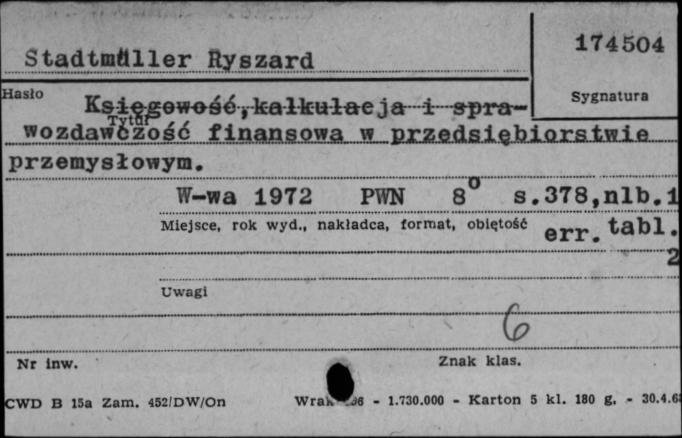 174504
Stadtmüller Ryszard
Hasło
Sygnatura
Księgowość,kalkulacja i spra-
Tytuł
wozdawczość finansowa w przedsiębiorstwie
przemysłowym.
W-wa 1972 PWN 8° s.378,nlb.1
Miejsce, rok wyd., nakładca, format, objętość
err. tabl.
2
Uwagi
6
Nr inw.
Znak klas.
CWD B 15a Zam. 452/DW/On - 1.730.000 - Karton 5 kl. 180 g. - 30.4.6